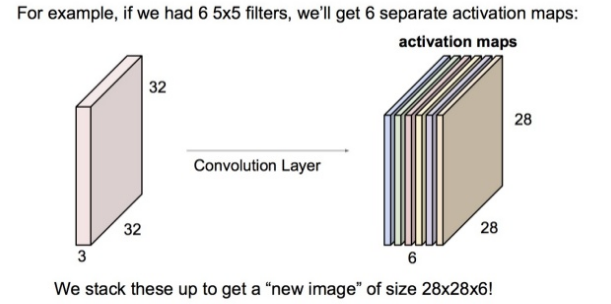 For example, if we had 6 5x5 filters, we'll get 6 separate activation maps:
activation maps
32
28
Convolution Layer
32
28
3
6
We stack these up to get a “new image” of size 28x28x6!